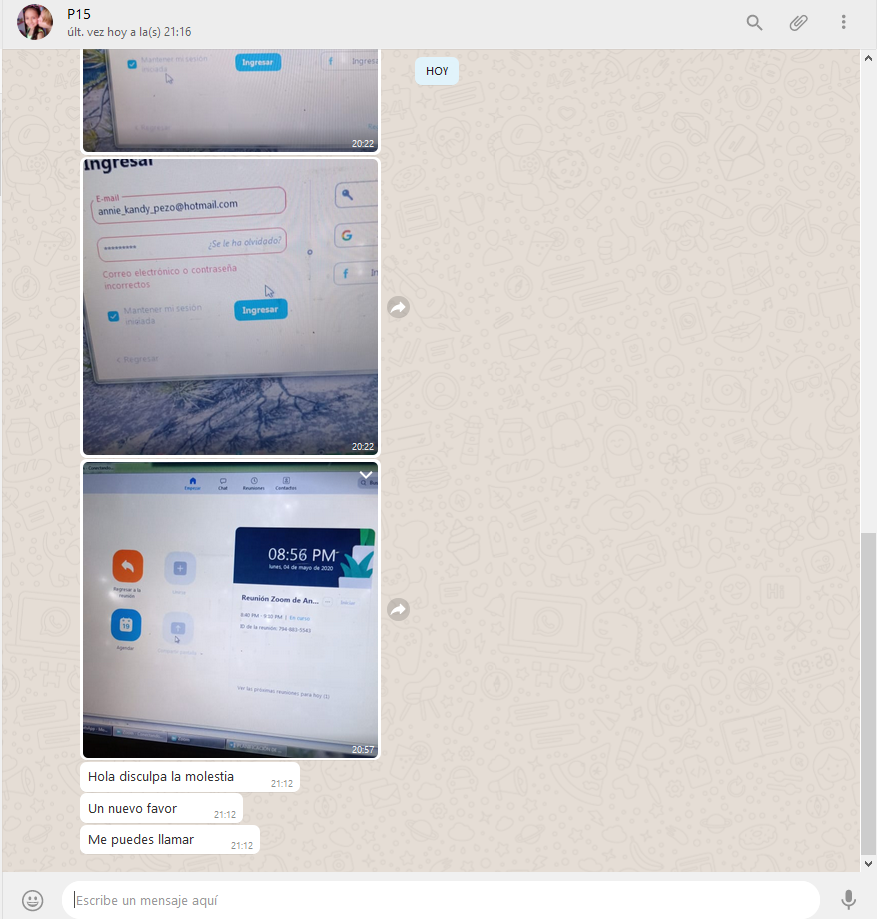 P15
últ. vez hoy a la(s) 21:16
HOY
Mantener mi sesión
iniciada
Ingresar
f Ingresa
Regresar
20:22
Ingresar
E-mail
annie_kandy_pezo@hotmail.com
********* ¿Se le ha olvidado?
o
G
Correo electrónico o contraseña
incorrectos
f In
Mantener mi sesión
iniciada
Ingresar
< Regresar
20:22
Empezar Chat Reuniones Contactos
08:56 PM
lunes, 04 de mayo de 2020
Regresar a la
reunión
Reunión Zoom de An... Iniciar
8:40 PM - 9:10 PM | En curso
ID de la reunión: 794-883-5543
19
Agendar
Ver las próximas reuniones para hoy (1)
20:57
Hola disculpa la molestia 21:12
Un nuevo favor 21:12
Me puedes llamar 21:12
Escribe un mensaje aquí